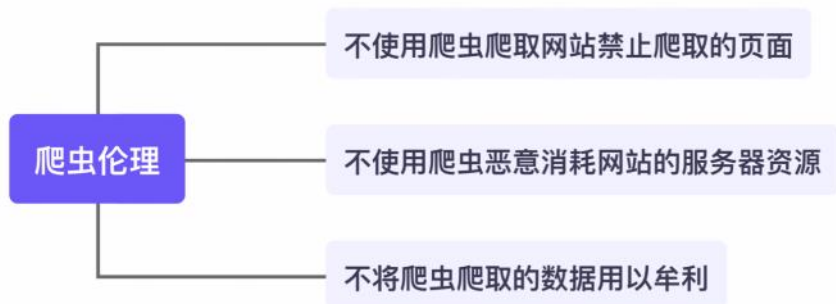 不使用爬虫爬取网站禁止爬取的页面
爬虫伦理
不使用爬虫恶意消耗网站的服务器资源
不将爬虫爬取的数据用以牟利